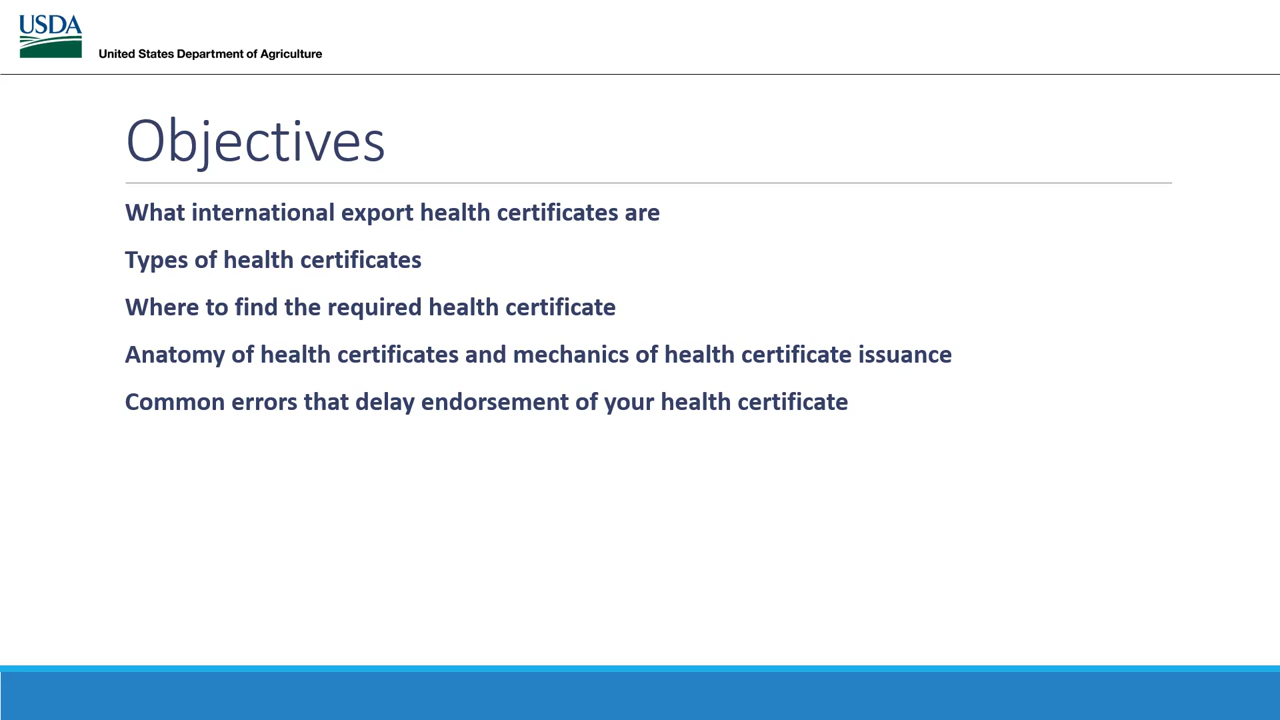 USDA
United States Department of Agriculture
Objectives
What international export health certificates are
Types of health certificates
Where to find the required health certificate
Anatomy of health certificates and mechanics of health certificate issuance
Common errors that delay endorsement of your health certificate